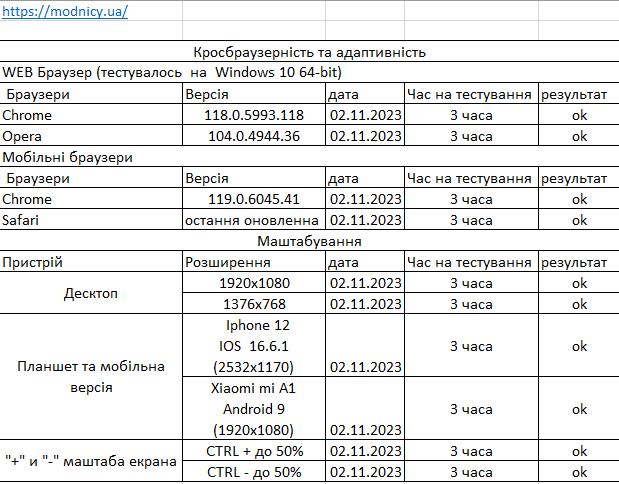 https://modnicy.ua/
Кросбраузерність та адаптивність
WEB Браузер (тестувалось на Windows 10 64-bit)
Браузери Версія дата Час на тестування результат
Chrome 118.0.5993.118 02.11.2023 3 часа ok
Opera 104.0.4944.36 02.11.2023 3 часа ok
Мобільні браузери
Браузери Версія дата Час на тестування результат
Chrome 119.0.6045.41 02.11.2023 3 часа ok
Safari остання оновленна 02.11.2023 3 часа ok
Маштабування
Пристрій Розширення дата Час на тестування результат
Десктоп
1920x1080 02.11.2023 3 часа ok
1376x768 02.11.2023 3 часа ok
Планшет та мобільна
версія
Iphone 12
IOS 16.6.1
(2532x1170) 02.11.2023 3 часа ok
Xiaomi mi A1
Android 9
(1920x1080) 02.11.2023 3 часа ok
"+" и "-" маштаба екрана
CTRL + до 50% 02.11.2023 3 часа ok
CTRL - до 50% 02.11.2023 3 часа ok